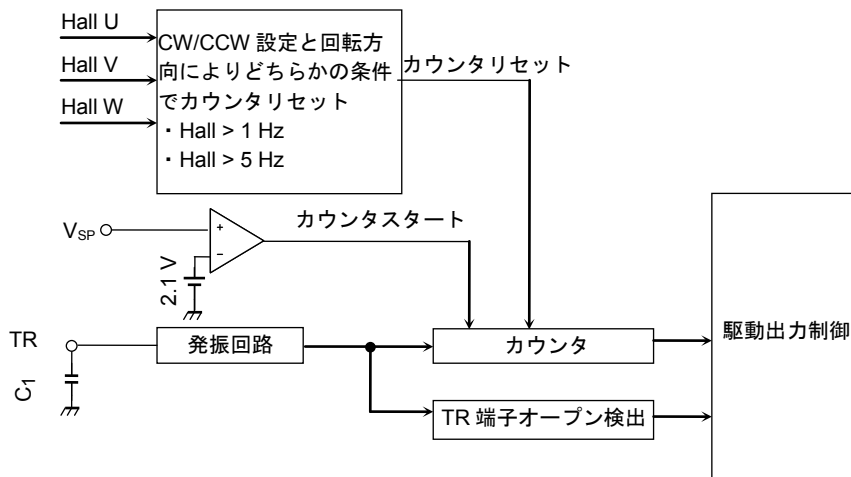 Hall U
Hall V
Hall W
CW/CCW 設定と回転方
向によりどちらかの条件
でカウンタリセット
・Hall > 1 Hz
・Hall > 5 Hz
カウンタリセット
VSP
+
−
2.1 V
カウンタスタート
TR
C1
発振回路
カウンタ
TR 端子オープン検出
駆動出力制御